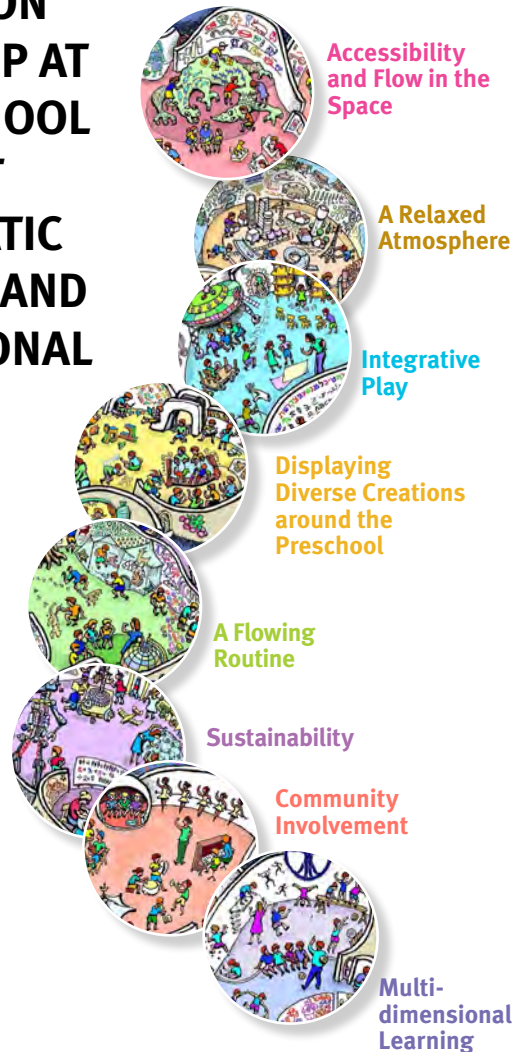 ON
P AT
OOL
ATIC
AND
ONAL
Accessibility
and Flow in the
Space
A Relaxed
Atmosphere
Integrative
Play
Displaying
Diverse Creations
around the
Preschool
A Flowing
Routine
Sustainability
Community
Involvement
Multi-
dimensional
Learning